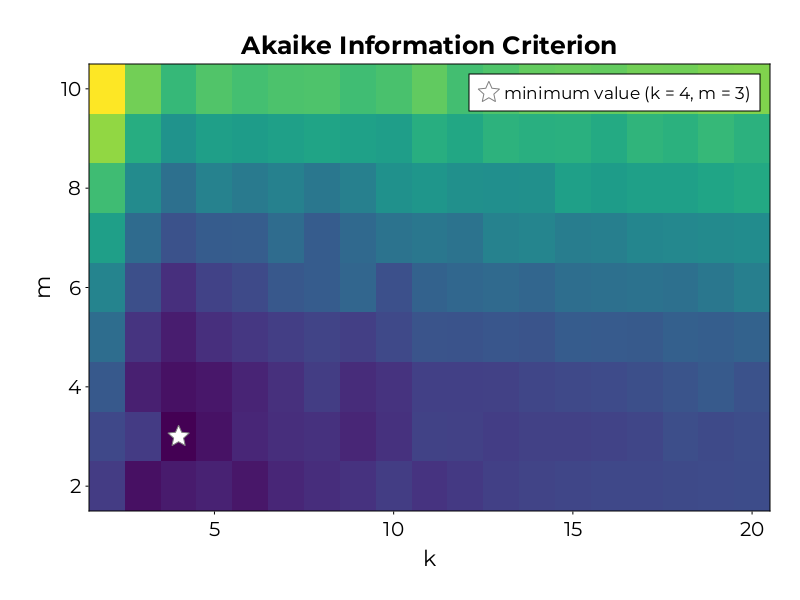 Akaike Information Criterion
minimum value (k = 4, m = 3)
10
8
6
4
2
m
5
10
15
20
k